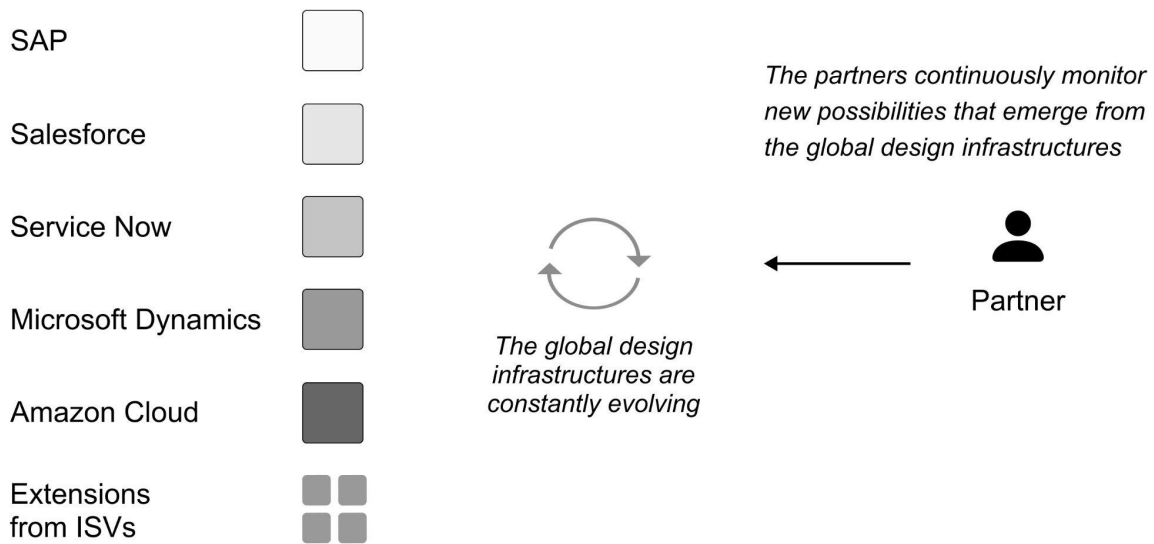 SAP
Salesforce
Service Now
Microsoft Dynamics
Amazon Cloud
Extensions
from ISVs
The global design
infrastructures are
constantly evolving
The partners continuously monitor
new possibilities that emerge from
the global design infrastructures
Partner